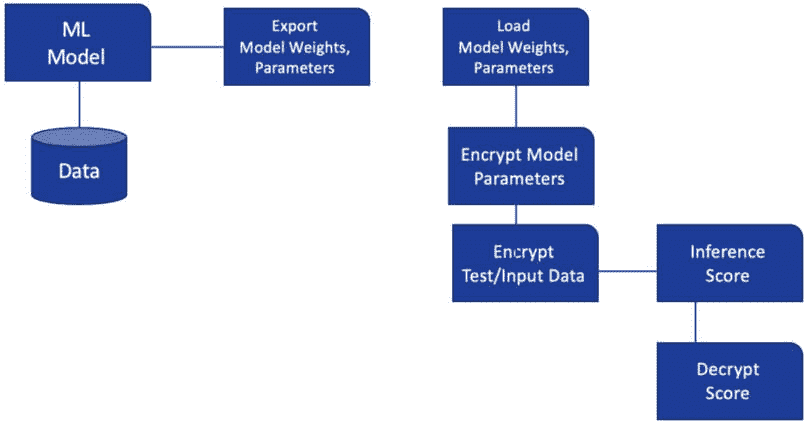 ML
Model
Export
Model Weights,
Parameters
Data
Load
Model Weights,
Parameters
Encrypt Model
Parameters
Encrypt
Test/Input Data
Inference
Score
Decrypt
Score